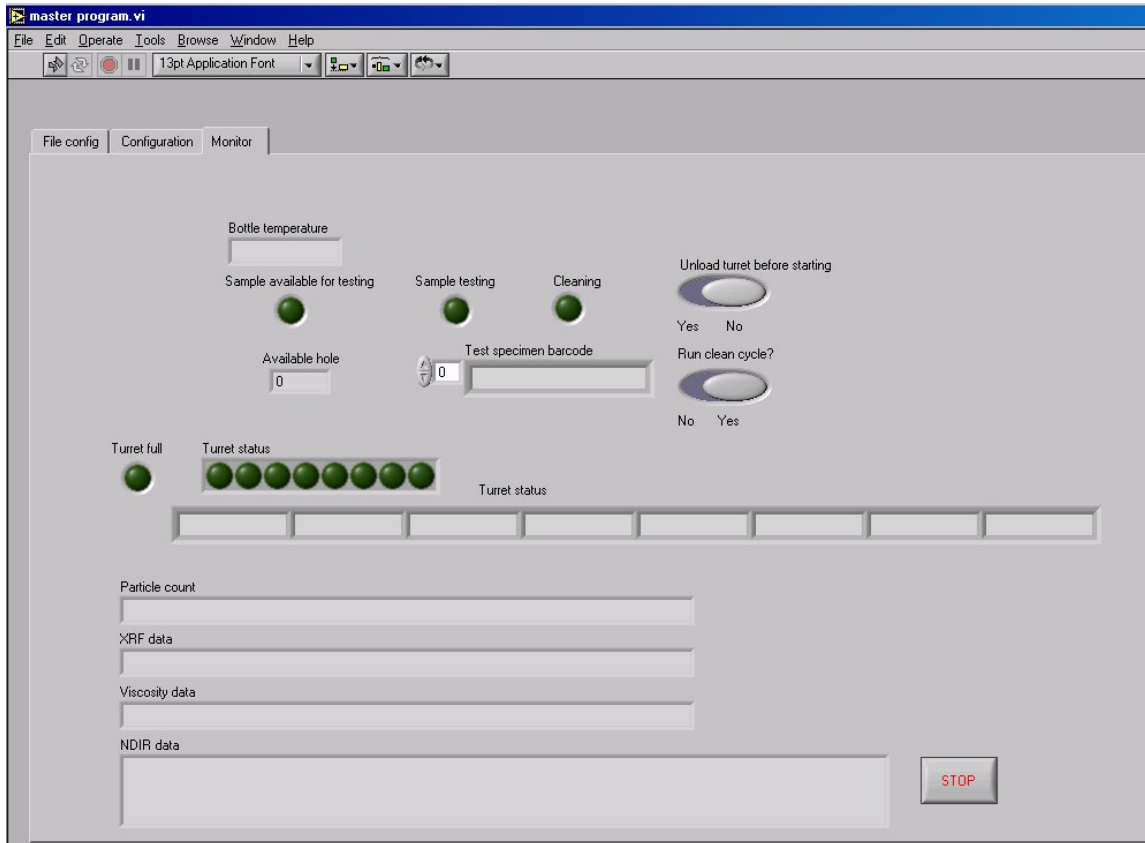 master program.vi
File Edit Operate Tools Browse Window Help
13pt Application Font
File config Configuration Monitor
Bottle temperature
Unload turret before starting
Sample available for testing Sample testing Cleaning
Yes No
Available hole Test specimen barcode Run clean cycle?
0 0
No Yes
Turret full Turret status
Turret status
Particle count
XRF data
Viscosity data
NDIR data
STOP